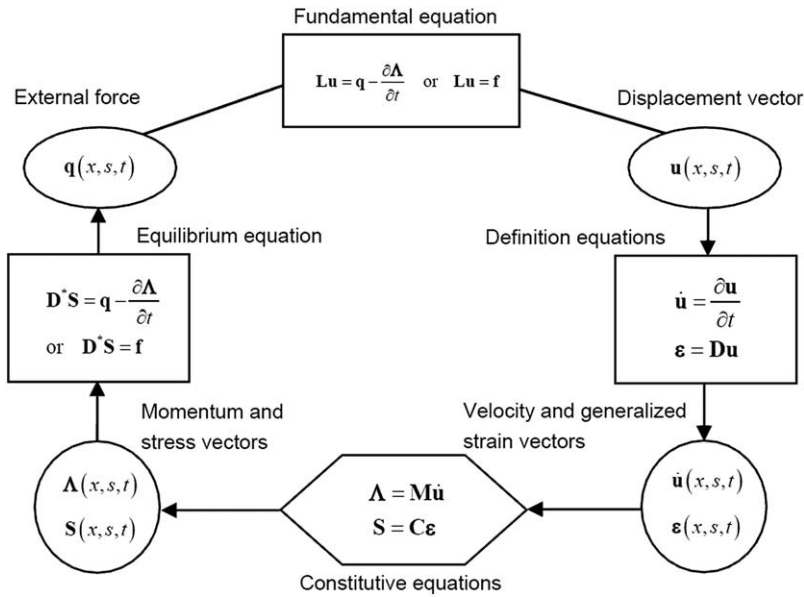 Fundamental equation
Lu = q − ∂Λ/∂t or Lu = f
External force
Displacement vector
q(x,s,t)
u(x,s,t)
Equilibrium equation
Definition equations
D*S = q − ∂Λ/∂t
or D*S = f
u̇ = ∂u/∂t
ε = Du
Momentum and
stress vectors
Velocity and generalized
strain vectors
Λ(x,s,t)
S(x,s,t)
Λ = Mu̇
S = Cε
u̇(x,s,t)
ε(x,s,t)
Constitutive equations